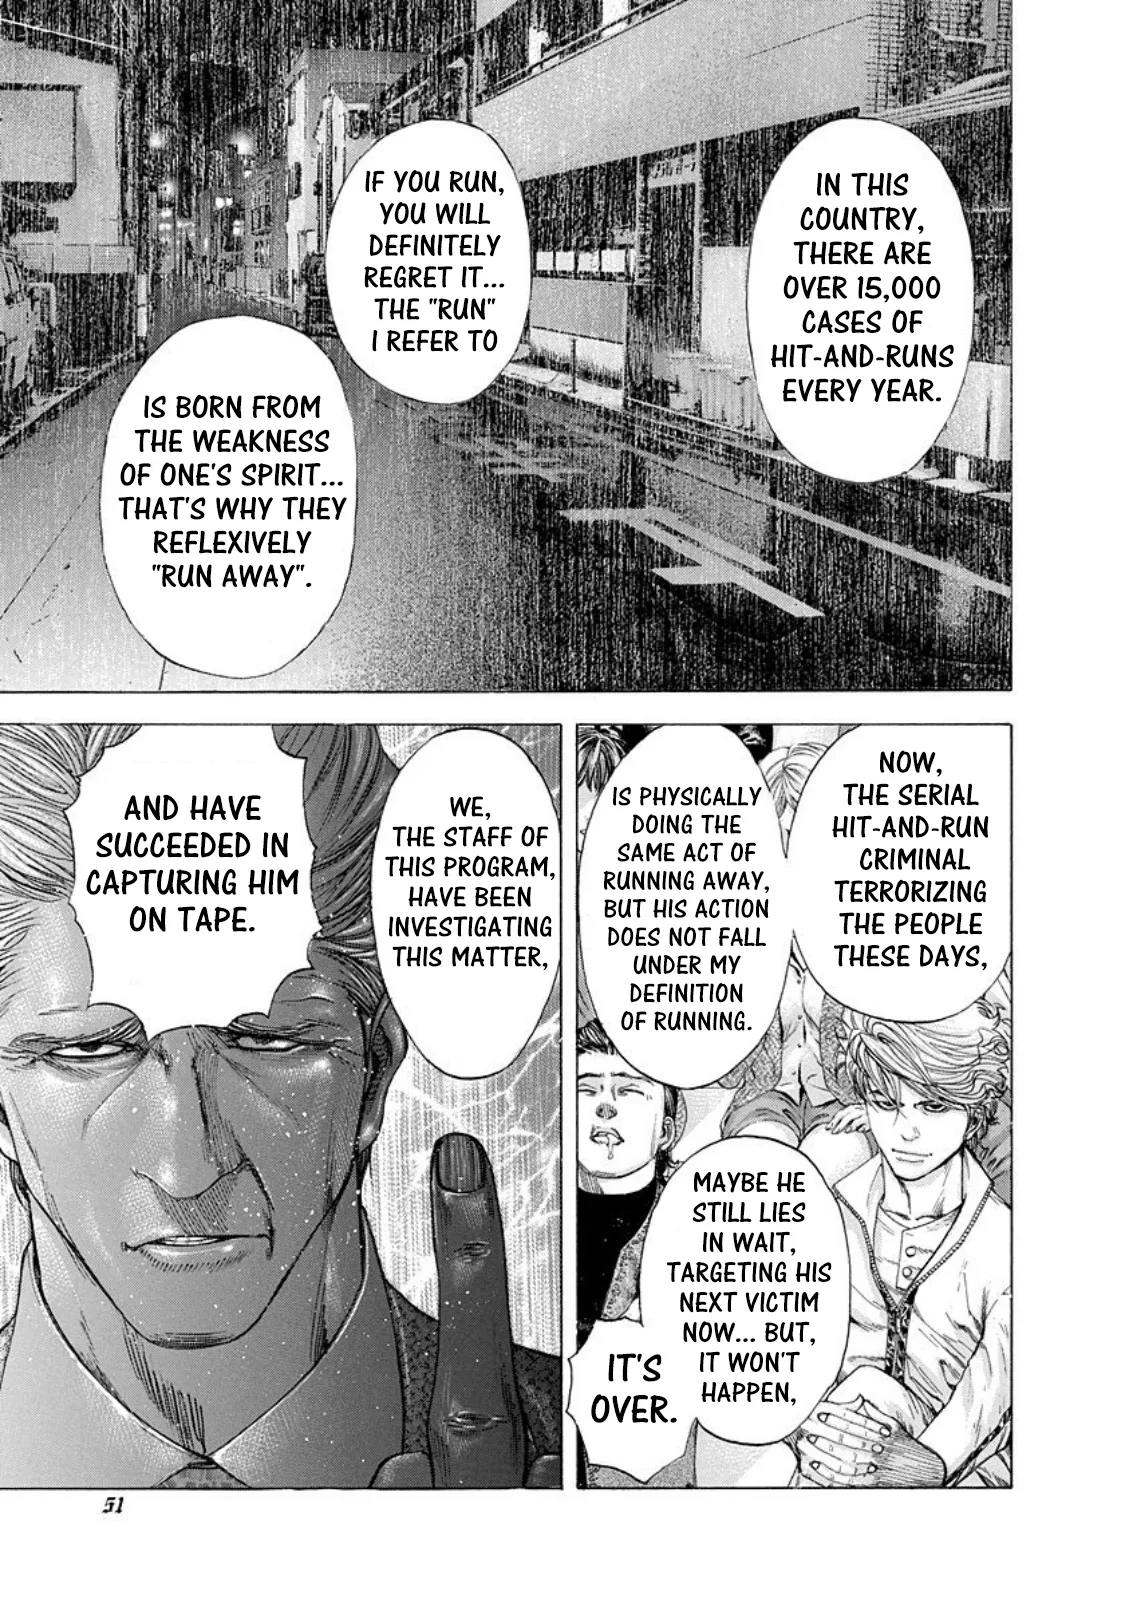 IN THIS
COUNTRY,
THERE ARE
OVER 15,000
CASES OF
HIT-AND-RUNS
EVERY YEAR.
IF YOU RUN,
YOU WILL
DEFINITELY
REGRET IT...
THE "RUN"
I REFER TO
IS BORN FROM
THE WEAKNESS
OF ONE'S SPIRIT...
THAT'S WHY THEY
REFLEXIVELY
"RUN AWAY".
NOW,
THE SERIAL
HIT-AND-RUN
CRIMINAL
TERRORIZING
THE PEOPLE
THESE DAYS,
IS PHYSICALLY
DOING THE
SAME ACT OF
RUNNING AWAY,
BUT HIS ACTION
DOES NOT FALL
UNDER MY
DEFINITION
OF RUNNING.
MAYBE HE
STILL LIES
IN WAIT,
TARGETING HIS
NEXT VICTIM
NOW... BUT,
IT WON'T
HAPPEN,
IT'S
OVER.
WE,
THE STAFF OF
THIS PROGRAM,
HAVE BEEN
INVESTIGATING
THIS MATTER,
AND HAVE
SUCCEEDED IN
CAPTURING HIM
ON TAPE.
51